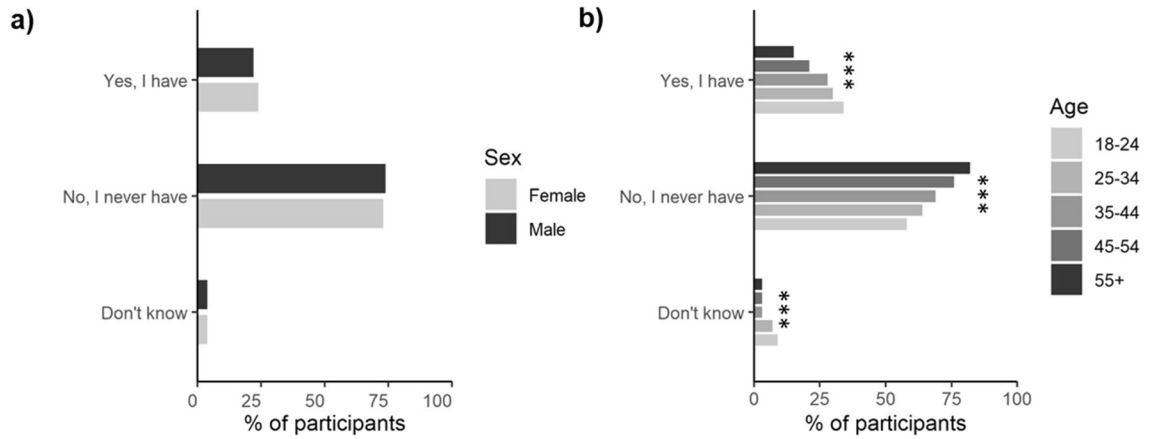 a)
Yes, I have
No, I never have
Don't know
0 25 50 75 100
% of participants
Sex
Female
Male
b)
Yes, I have
***
No, I never have
***
Don't know
***
0 25 50 75 100
% of participants
Age
18-24
25-34
35-44
45-54
55+